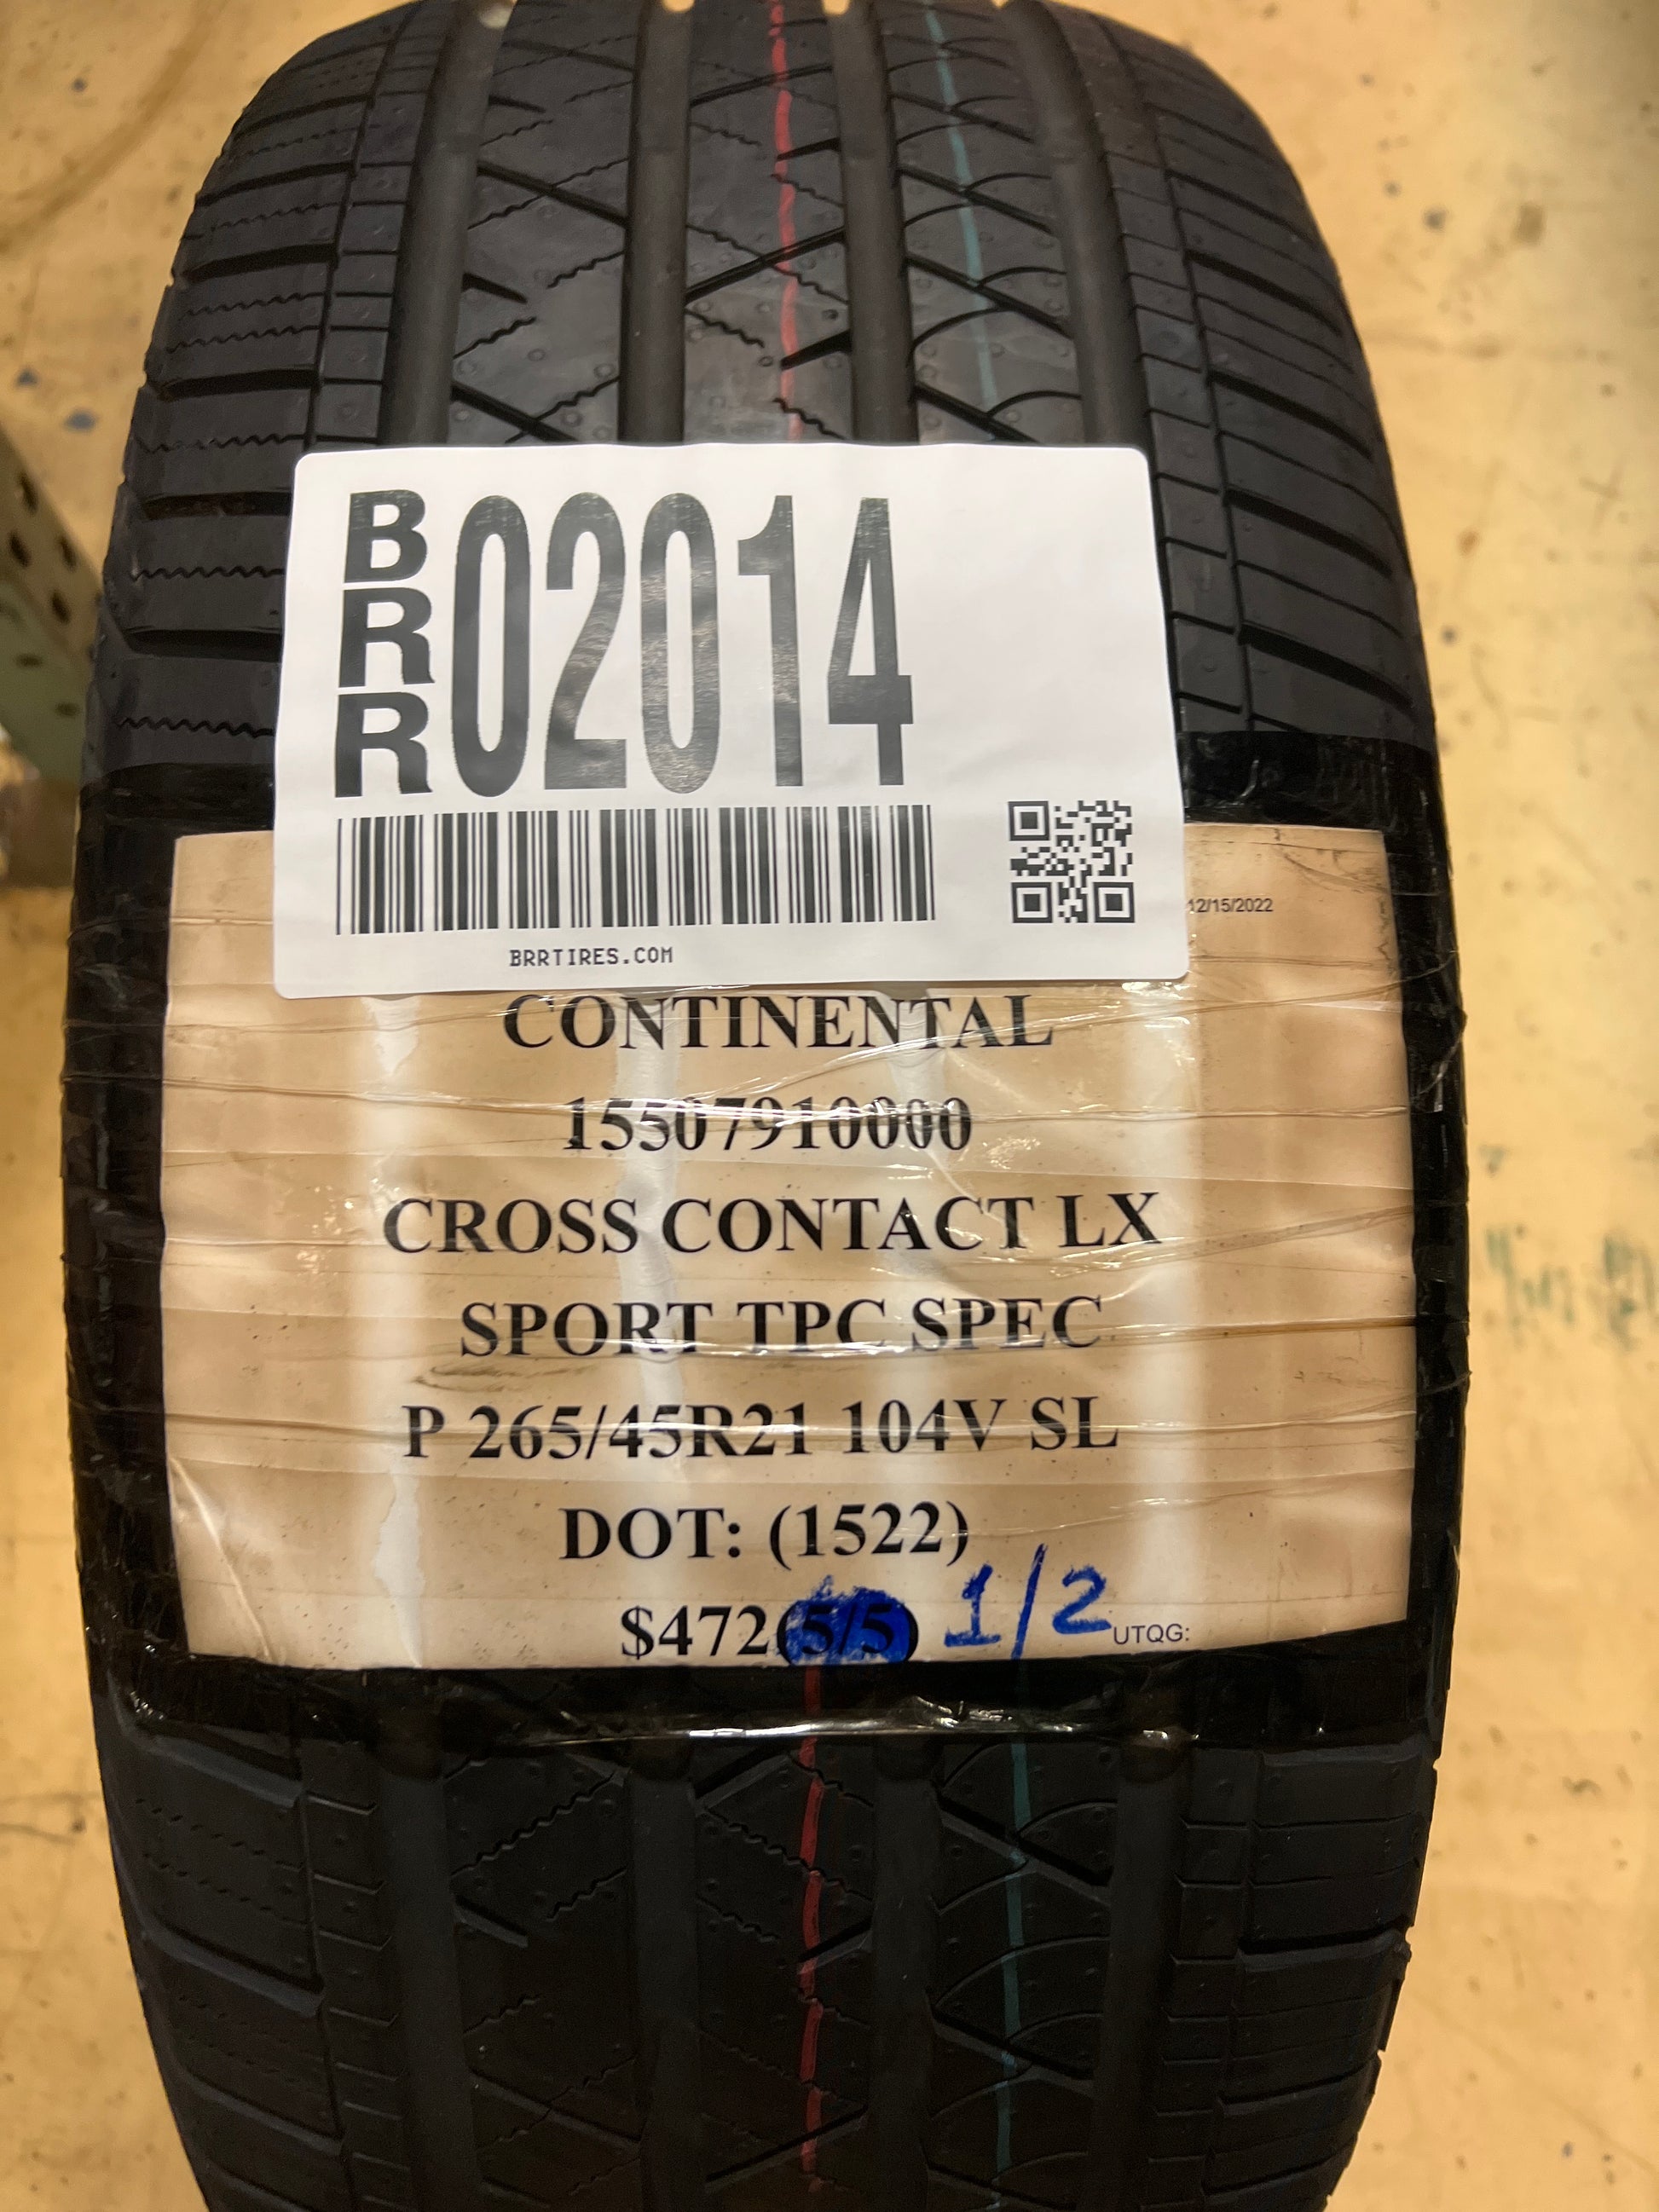 BRR 02014
BRRTIRES.COM
12/15/2022
CONTINENTAL
15507910000
CROSS CONTACT LX
SPORT TPC SPEC
P 265/45R21 104V SL
DOT: (1522)
$472(5/5) 1/2
UTQG: